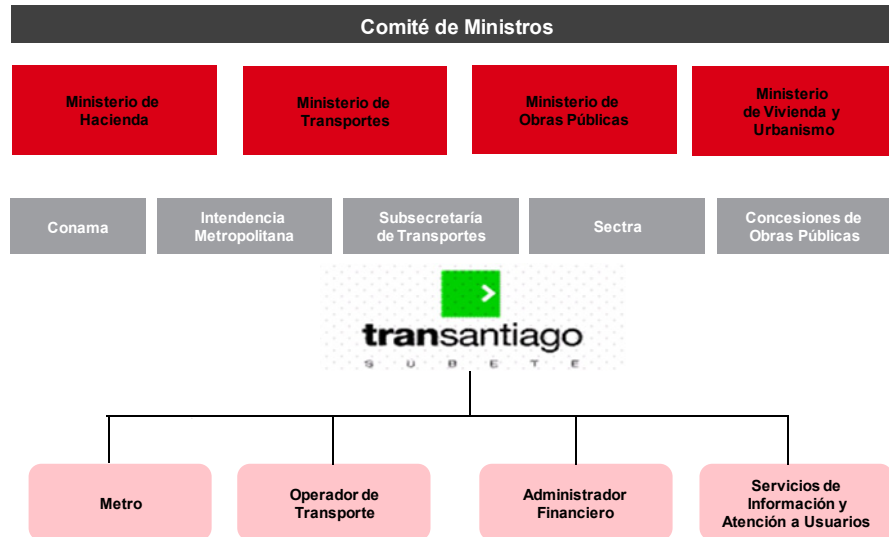 Comité de Ministros
Ministerio de
Hacienda
Ministerio de
Transportes
Ministerio de
Obras Públicas
Ministerio
de Vivienda y
Urbanismo
Conama
Intendencia
Metropolitana
Subsecretaría
de Transportes
Sectra
Concesiones de
Obras Públicas
transantiago
SUBETE
Metro
Operador de
Transporte
Administrador
Financiero
Servicios de
Información y
Atención a Usuarios